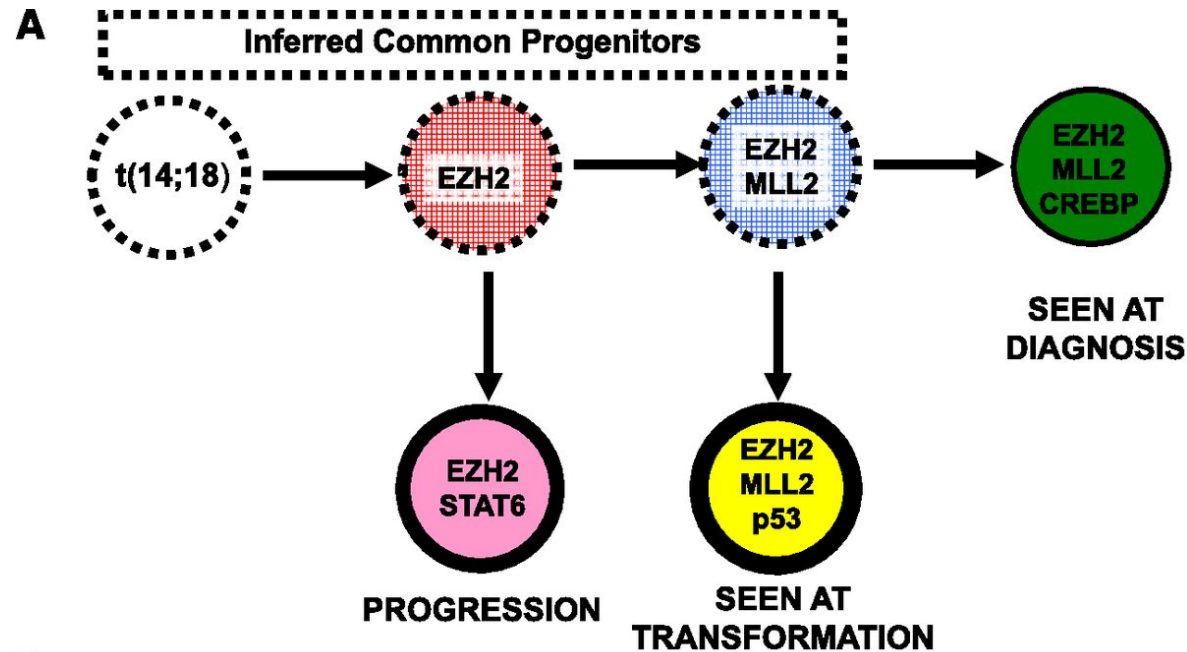 A
Inferred Common Progenitors
t(14;18)
EZH2
EZH2
MLL2
EZH2
MLL2
CREBP
SEEN AT
DIAGNOSIS
EZH2
STAT6
PROGRESSION
EZH2
MLL2
p53
SEEN AT
TRANSFORMATION